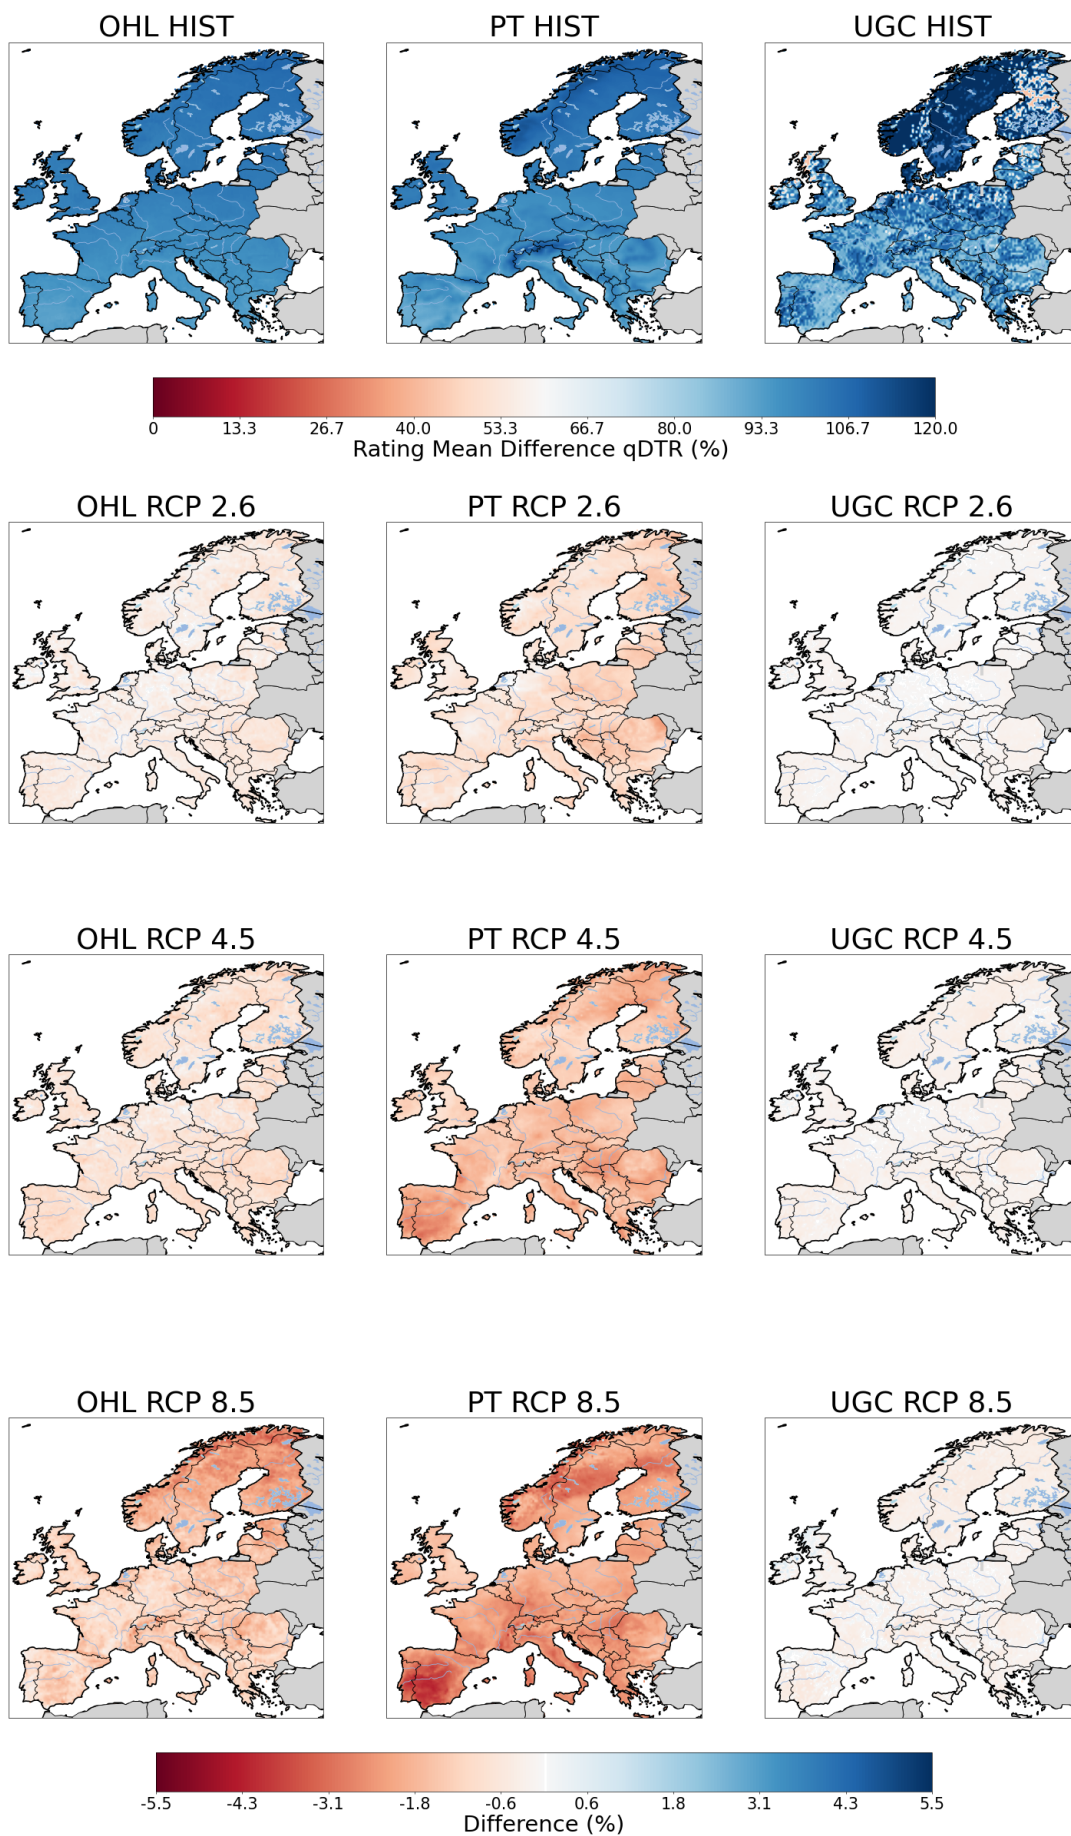 OHL HIST PT HIST UGC HIST
0 13.3 26.7 40.0 53.3 66.7 80.0 93.3 106.7 120.0
Rating Mean Difference qDTR (%)
OHL RCP 2.6 PT RCP 2.6 UGC RCP 2.6
OHL RCP 4.5 PT RCP 4.5 UGC RCP 4.5
OHL RCP 8.5 PT RCP 8.5 UGC RCP 8.5
-5.5 -4.3 -3.1 -1.8 -0.6 0.6 1.8 3.1 4.3 5.5
Difference (%)